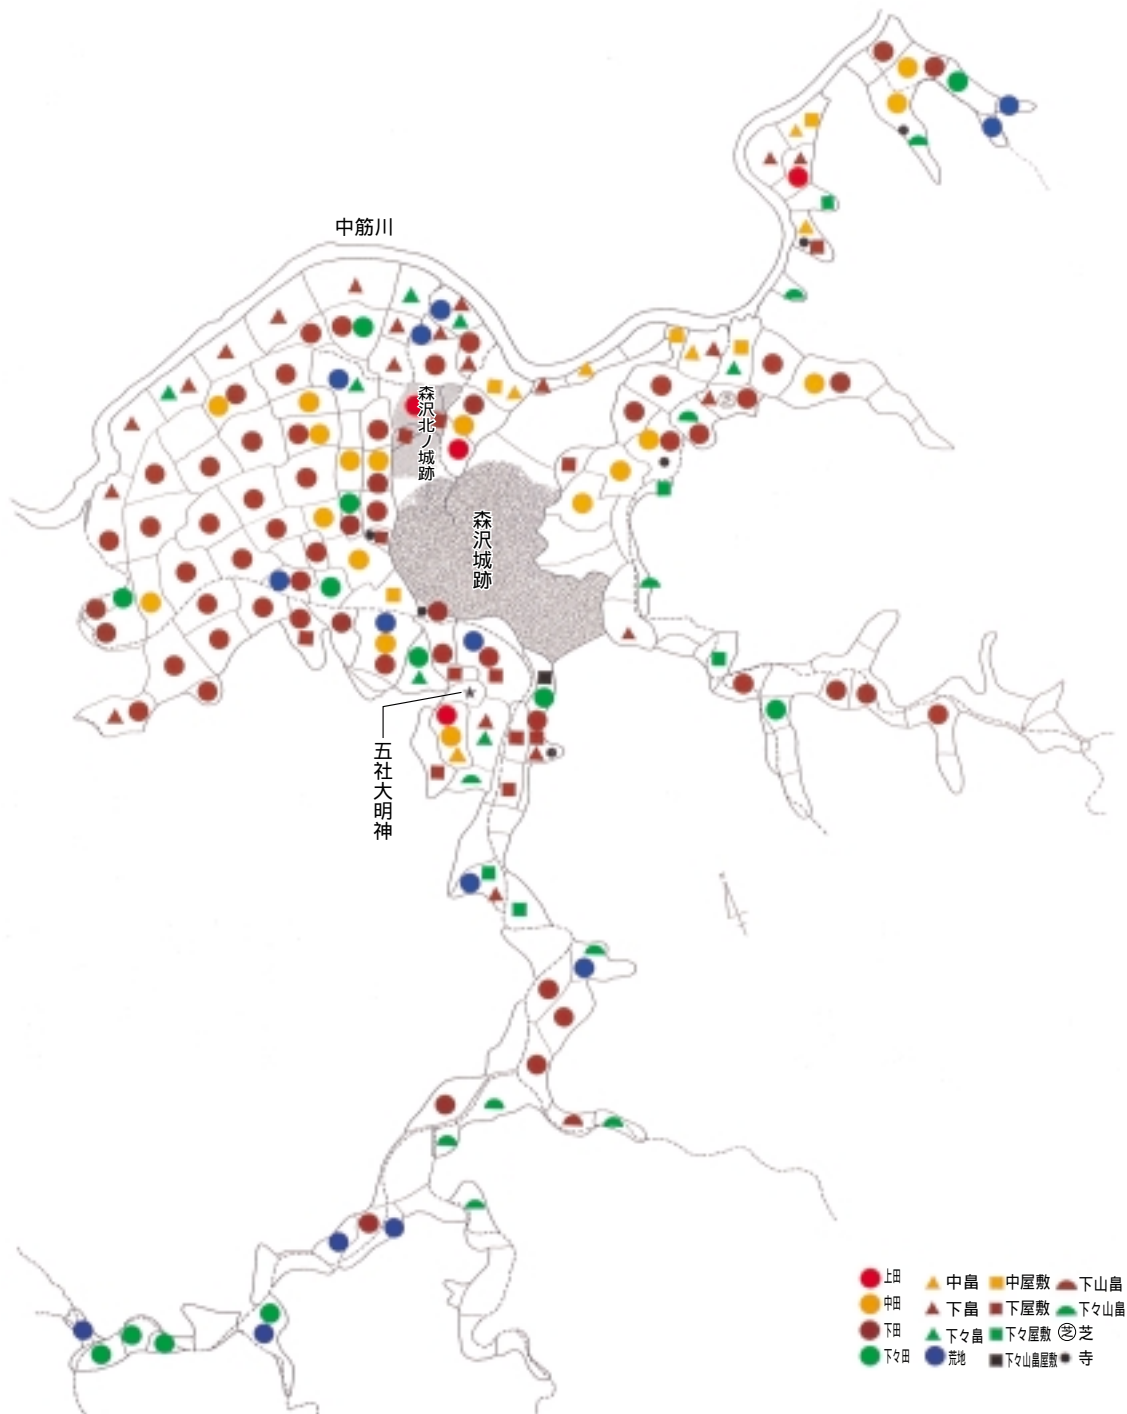 中筋川
森沢北ノ城跡
芝
森沢城跡
五社大明神
上田
中田
下田
下々田
中畠
下畠
下々畠
荒地
中屋敷
下屋敷
下々屋敷
下々山畠屋敷
下山畠
下々山畠
芝 芝
寺